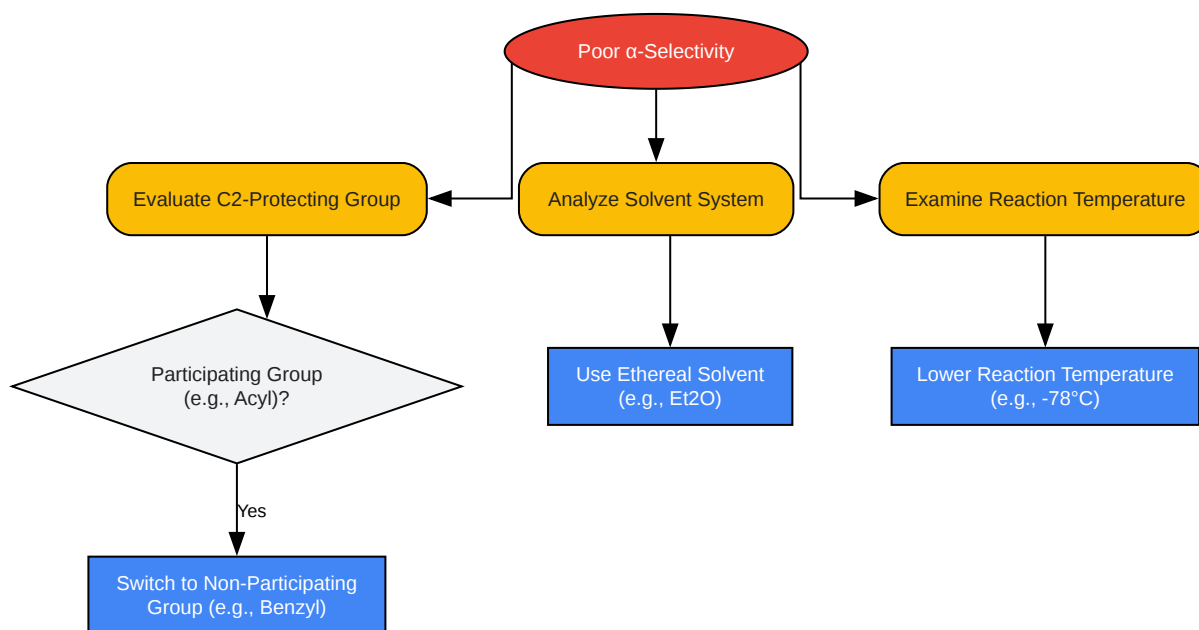 Poor α-Selectivity
Evaluate C2-Protecting Group
Analyze Solvent System
Examine Reaction Temperature
Participating Group
(e.g., Acyl)?
Use Ethereal Solvent
(e.g., Et2O)
Lower Reaction Temperature
(e.g., -78°C)
Yes
Switch to Non-Participating
Group (e.g., Benzyl)